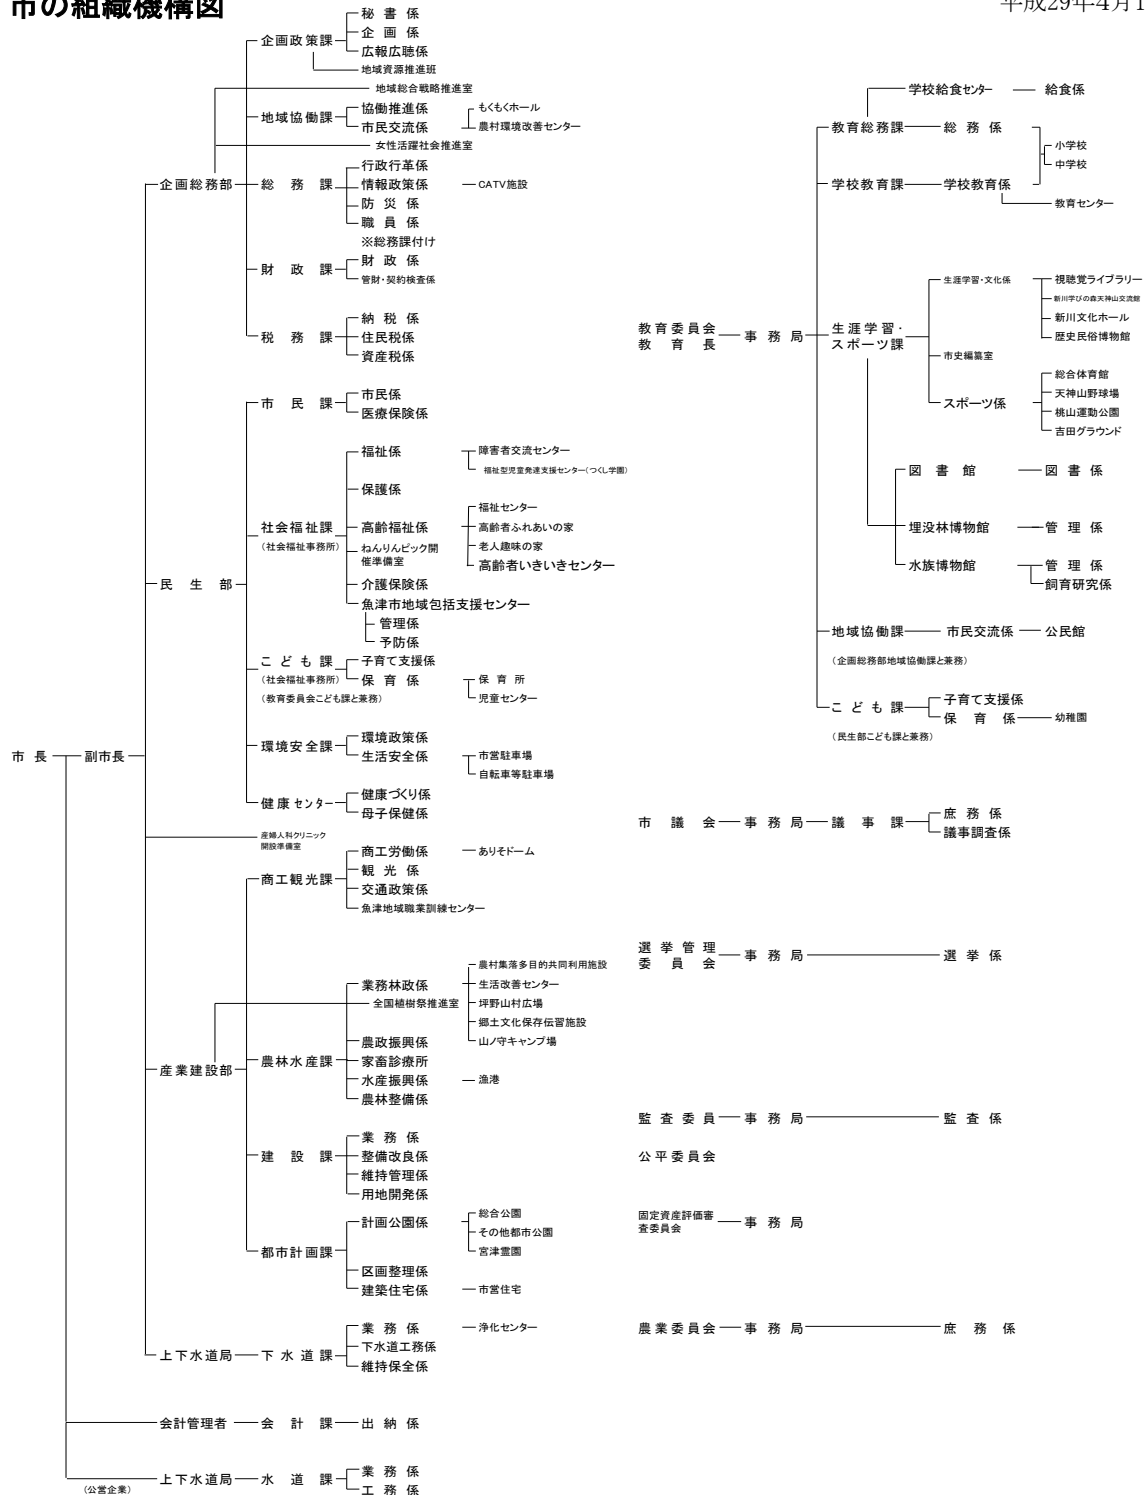 市の組織機構図
平成29年4月1
市 長
副市長
企画総務部
企画政策課
秘 書 係
企 画 係
広報広聴係
地域資源推進班
地域総合戦略推進室
地域協働課
協働推進係
市民交流係
もくもくホール
農村環境改善センター
女性活躍社会推進室
総 務 課
行政行革係
情報政策係
CATV施設
防 災 係
職 員 係
※総務課付け
財 政 課
財 政 係
管財・契約検査係
税 務 課
納 税 係
住民税係
資産税係
民 生 部
市 民 課
市民係
医療保険係
社会福祉課
(社会福祉事務所)
福祉係
障害者交流センター
福祉型児童発達支援センター(つくし学園)
保護係
高齢福祉係
福祉センター
高齢者ふれあいの家
老人趣味の家
高齢者いきいきセンター
ねんりんピック開
催準備室
介護保険係
魚津市地域包括支援センター
管理係
予防係
こ ど も 課
(社会福祉事務所)
(教育委員会こども課と兼務)
子育て支援係
保 育 係
保 育 所
児童センター
環境安全課
環境政策係
生活安全係
市営駐車場
自転車等駐車場
健康センター
健康づくり係
母子保健係
産婦人科クリニック
開設準備室
産業建設部
商工観光課
商工労働係
ありそドーム
観 光 係
交通政策係
魚津地域職業訓練センター
農林水産課
業務林政係
農村集落多目的共同利用施設
生活改善センター
坪野山村広場
郷土文化保存伝習施設
山ノ守キャンプ場
全国植樹祭推進室
農政振興係
家畜診療所
水産振興係
漁港
農林整備係
建 設 課
業 務 係
整備改良係
維持管理係
用地開発係
都市計画課
計画公園係
総合公園
その他都市公園
宮津霊園
区画整理係
建築住宅係
市営住宅
上下水道局
下 水 道 課
業 務 係
浄化センター
下水道工務係
維持保全係
会計管理者
会 計 課
出 納 係
(公営企業)
上下水道局
水 道 課
業 務 係
工 務 係
教育委員会
教 育 長
事 務 局
学校給食センター
給食係
教育総務課
総 務 係
小学校
中学校
学校教育課
学校教育係
教育センター
生涯学習・
スポーツ課
生涯学習・文化係
視聴覚ライブラリー
新川学びの森天神山交流館
新川文化ホール
歴史民俗博物館
市史編纂室
スポーツ係
総合体育館
天神山野球場
桃山運動公園
吉田グラウンド
図 書 館
図 書 係
埋没林博物館
管 理 係
水族博物館
管 理 係
飼育研究係
地域協働課
市民交流係
公民館
(企画総務部地域協働課と兼務)
こ ど も 課
子育て支援係
保 育 係
幼稚園
(民生部こども課と兼務)
市 議 会
事 務 局
議 事 課
庶 務 係
議事調査係
選 挙 管 理
委 員 会
事 務 局
選 挙 係
監 査 委 員
事 務 局
監 査 係
公平委員会
固定資産評価審
査委員会
事 務 局
農業委員会
事 務 局
庶 務 係